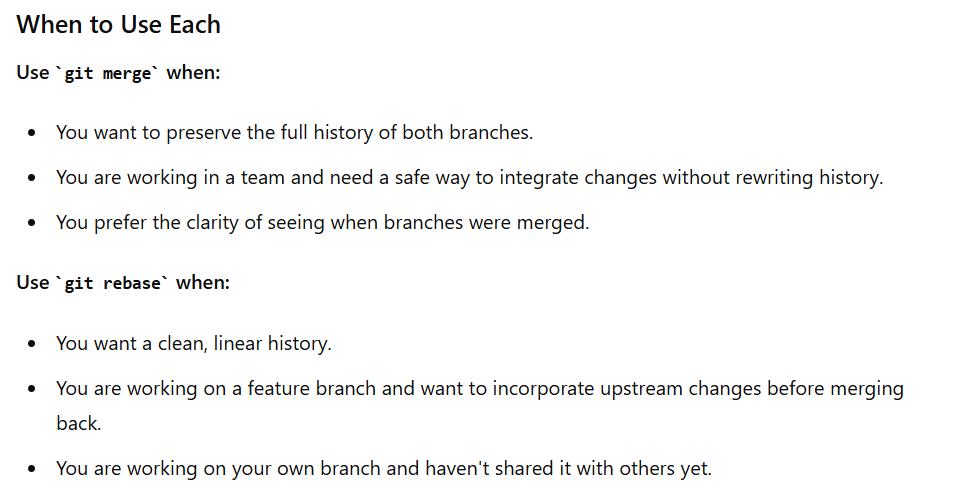 When to Use Each
Use `git merge` when:
You want to preserve the full history of both branches.
You are working in a team and need a safe way to integrate changes without rewriting history.
You prefer the clarity of seeing when branches were merged.
Use `git rebase` when:
You want a clean, linear history.
You are working on a feature branch and want to incorporate upstream changes before merging
back.
You are working on your own branch and haven't shared it with others yet.